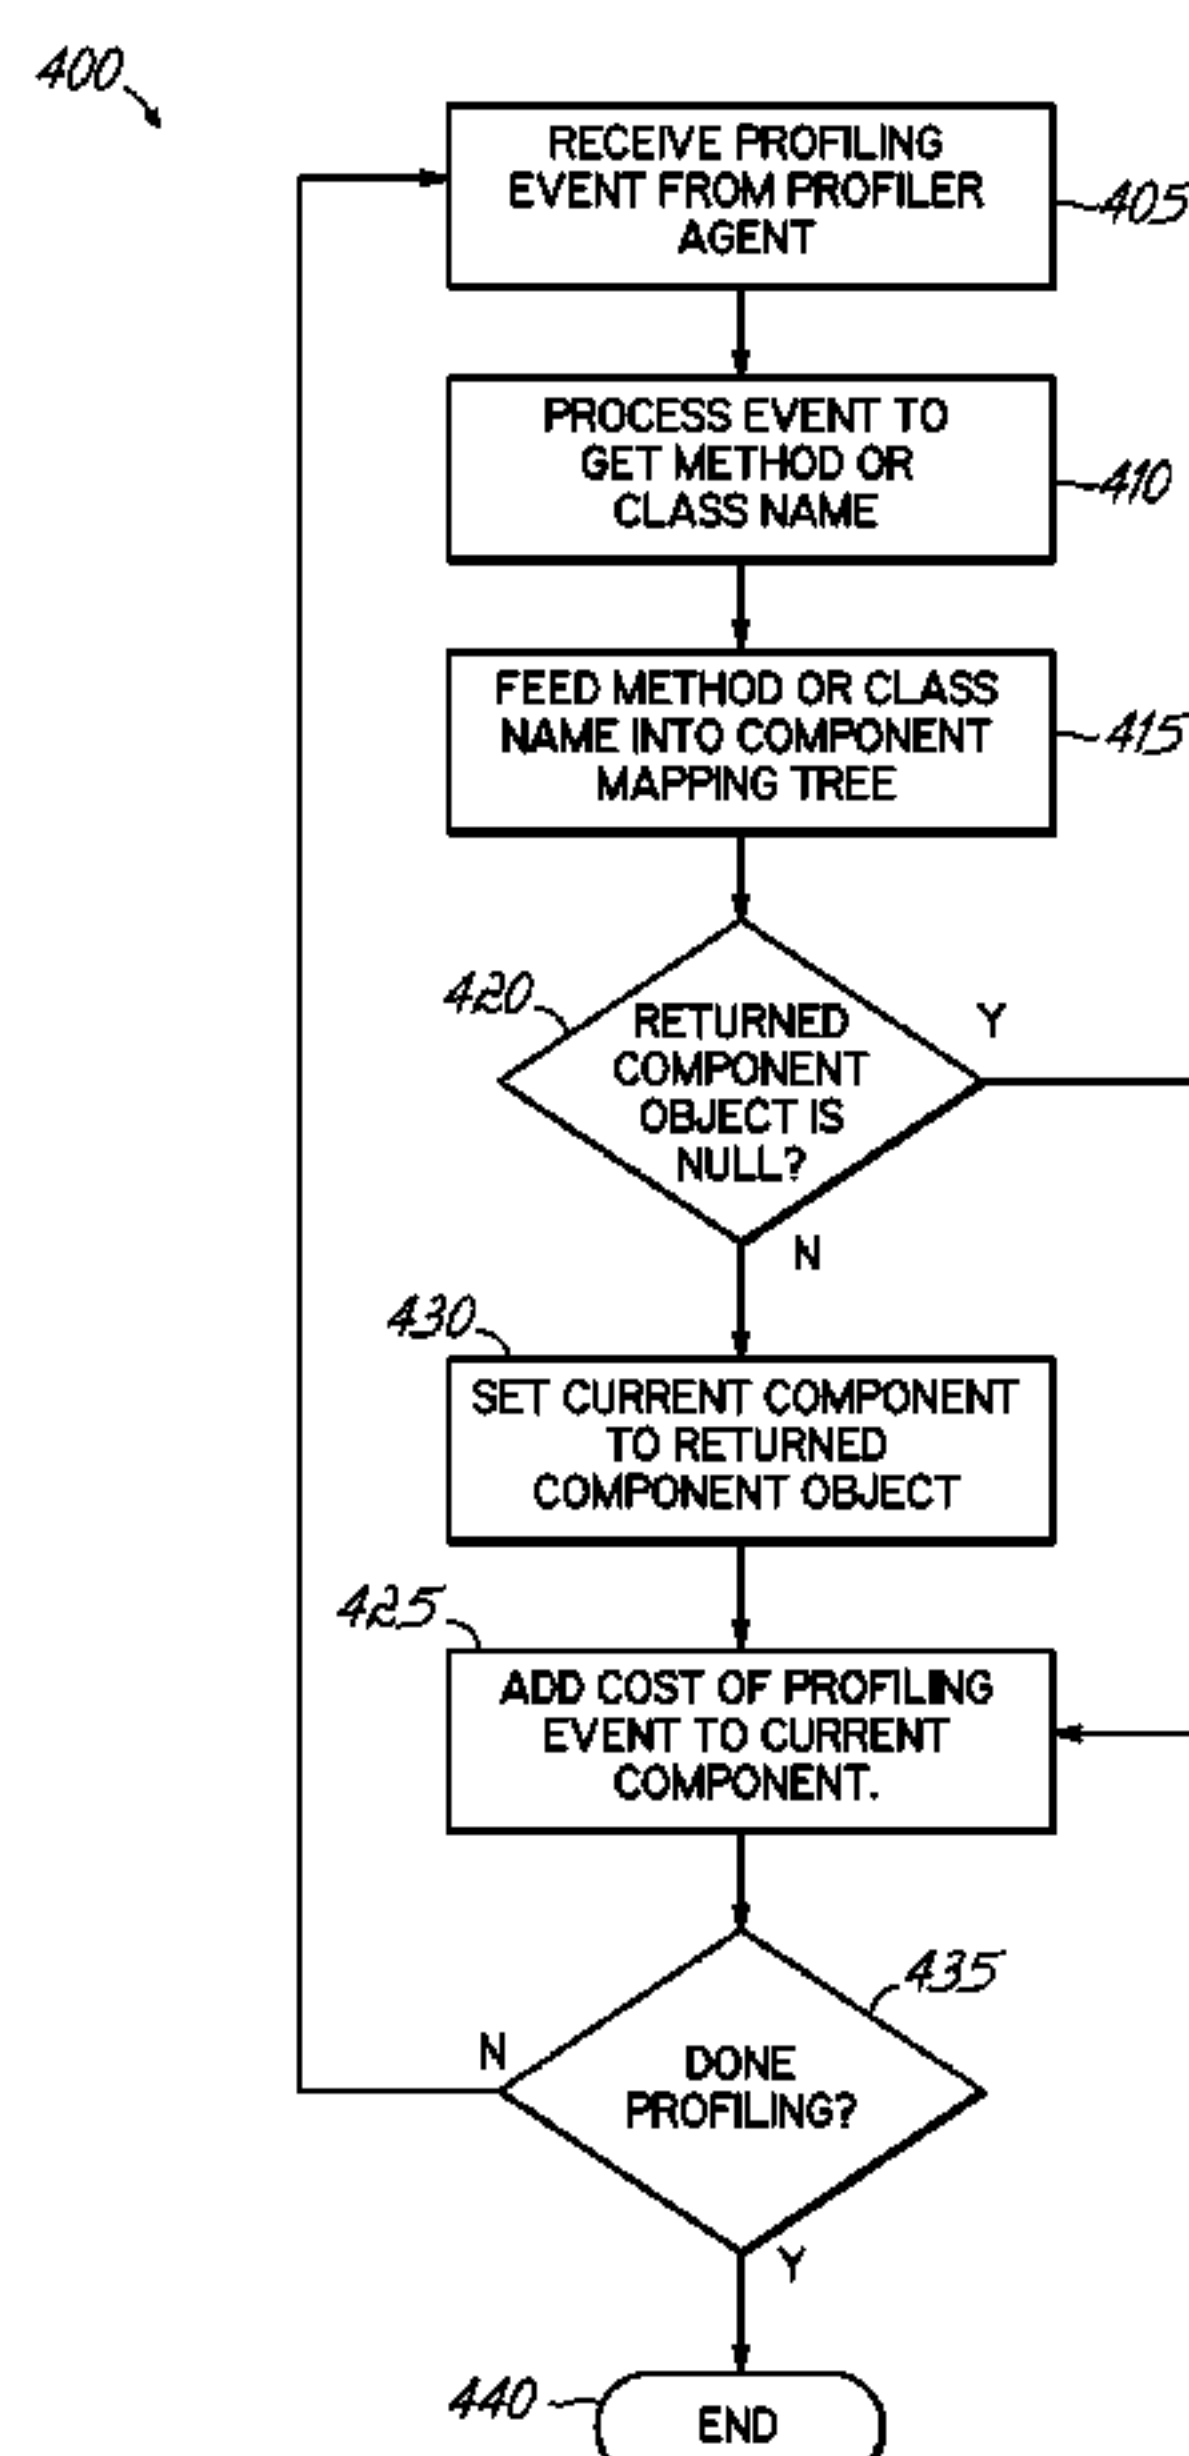 400
RECEIVE PROFILING
EVENT FROM PROFILER
AGENT
405
PROCESS EVENT TO
GET METHOD OR
CLASS NAME
410
FEED METHOD OR CLASS
NAME INTO COMPONENT
MAPPING TREE
415
420
RETURNED
COMPONENT
OBJECT IS
NULL?
Y
N
430
SET CURRENT COMPONENT
TO RETURNED
COMPONENT OBJECT
425
ADD COST OF PROFILING
EVENT TO CURRENT
COMPONENT.
435
N
DONE
PROFILING?
Y
440
END